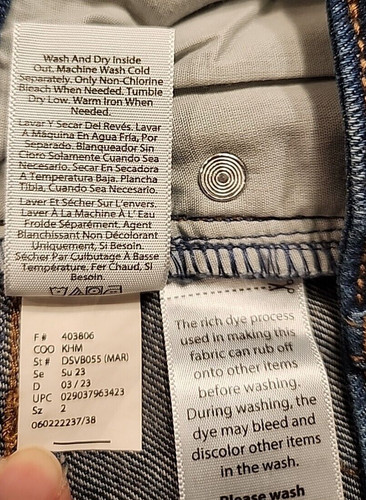 Wash And Dry Inside
Out. Machine Wash Cold
Separately. Only Non-Chlorine
Bleach When Needed. Tumble
Dry Low. Warm Iron When
Needed.
Lavar Y Secar Del Revés. Lavar
A Máquina En Agua Fría, Por
Separado. Blanqueador Sin
Cloro Solamente Cuando Sea
Necesario. Secar En Secadora
A Temperatura Baja. Plancha
Tibia, Cuando Sea Necesario.
Laver Et Sécher Sur L'envers.
Laver À La Machine À L' Eau
Froide Séparément. Agent
Blanchissant Non Décolorant
Uniquement, Si Besoin.
Sécher Par Culbutage À Basse
Température. Fer Chaud, Si
Besoin.
F # 403806
COO KHM
St # DSVB055 (MAR)
Se Su 23
D 03 / 23
UPC 029037963423
Sz 2
060222237/38
The rich dye process
used in making this
fabric can rub off
onto other items
before washing.
During washing, the
dye may bleed and
discolor other items
in the wash.
Please wash